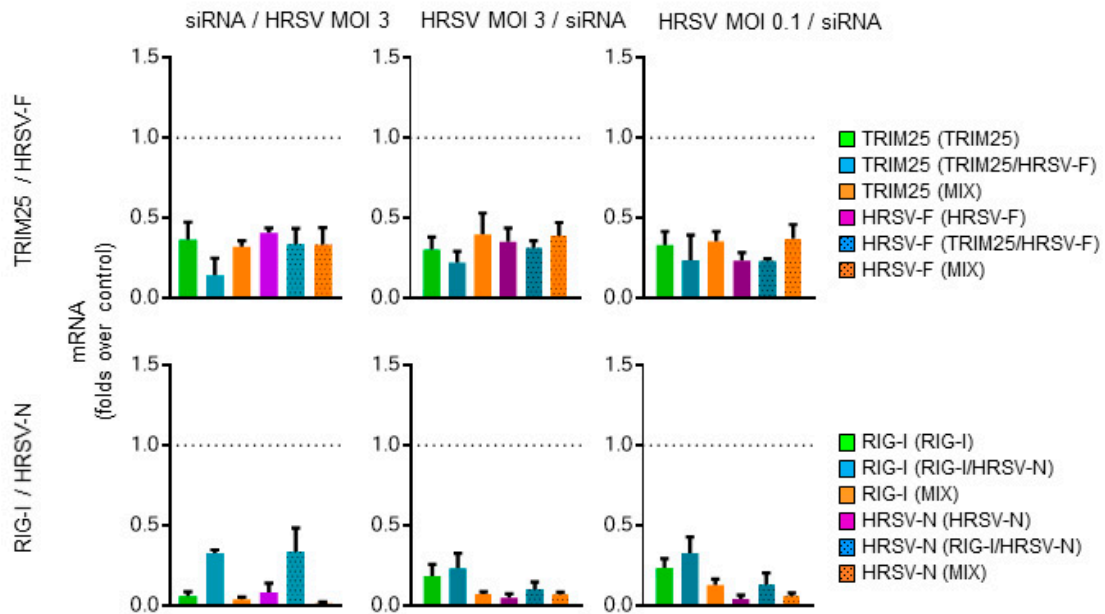 siRNA / HRSV MOI 3
HRSV MOI 3 / siRNA
HRSV MOI 0.1 / siRNA
TRIM25 / HRSV-F
1.5
1.0
0.5
0.0
1.5
1.0
0.5
0.0
1.5
1.0
0.5
0.0
TRIM25 (TRIM25)
TRIM25 (TRIM25/HRSV-F)
TRIM25 (MIX)
HRSV-F (HRSV-F)
HRSV-F (TRIM25/HRSV-F)
HRSV-F (MIX)
mRNA
(folds over control)
RIG-I / HRSV-N
1.5
1.0
0.5
0.0
1.5
1.0
0.5
0.0
1.5
1.0
0.5
0.0
RIG-I (RIG-I)
RIG-I (RIG-I/HRSV-N)
RIG-I (MIX)
HRSV-N (HRSV-N)
HRSV-N (RIG-I/HRSV-N)
HRSV-N (MIX)